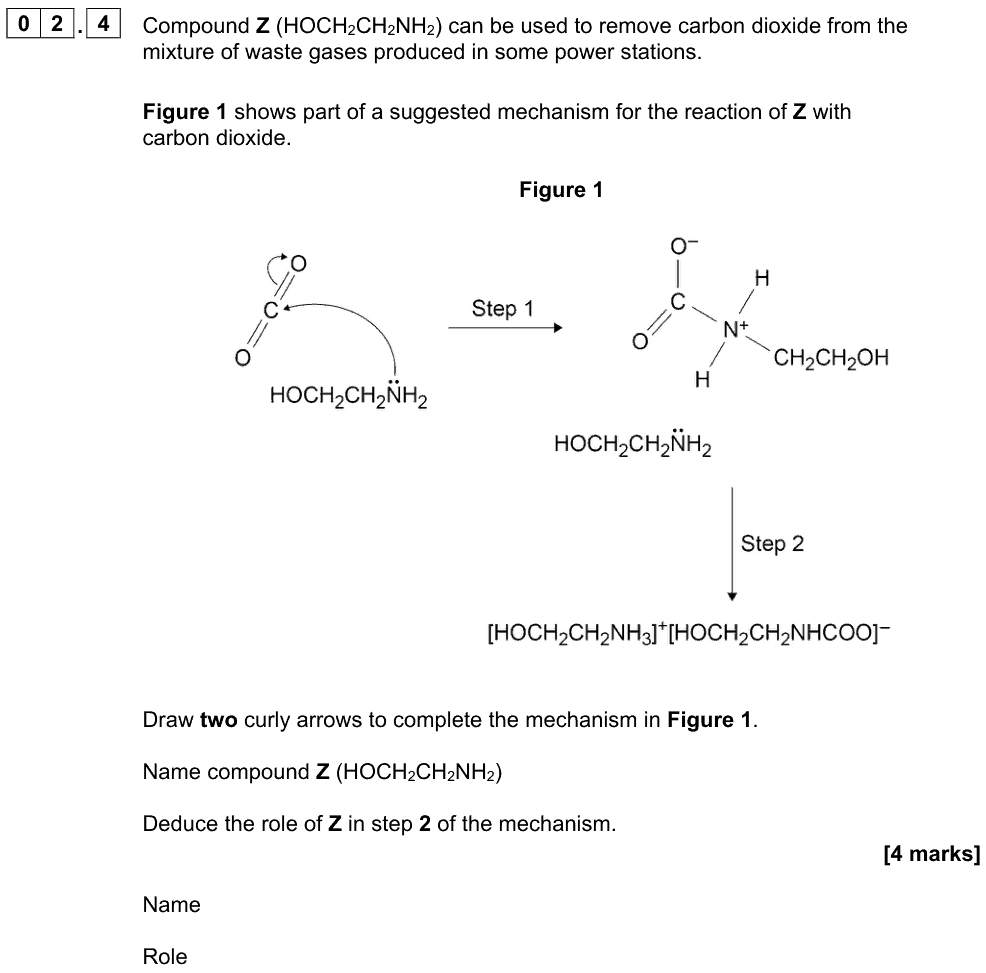 02.4 Compound Z (HOCH₂CH₂NH₂) can be used to remove carbon dioxide from the
mixture of waste gases produced in some power stations.
Figure 1 shows part of a suggested mechanism for the reaction of Z with
carbon dioxide.
Figure 1
O
C
O
HOCH₂CH₂N̈H₂
Step 1
O⁻
H
C
N⁺
O
CH₂CH₂OH
H
HOCH₂CH₂N̈H₂
Step 2
[HOCH₂CH₂NH₃]⁺[HOCH₂CH₂NHCOO]⁻
Draw two curly arrows to complete the mechanism in Figure 1.
Name compound Z (HOCH₂CH₂NH₂)
Deduce the role of Z in step 2 of the mechanism.
[4 marks]
Name
Role